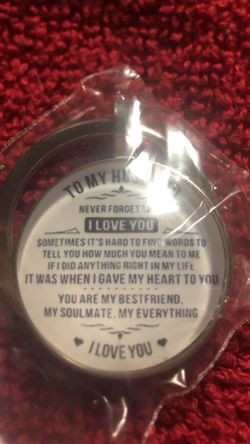 TO MY
NEVER FORGET
I LOVE YOU
SOMETIMES IT'S HARD TO FIND WORDS TO
TELL YOU HOW MUCH YOU MEAN TO ME
IF I DID ANYTHING RIGHT IN MY LIFE
IT WAS WHEN I GAVE MY HEART TO YOU
YOU ARE MY BESTFRIEND,
MY SOULMATE, MY EVERYTHING
I LOVE YOU